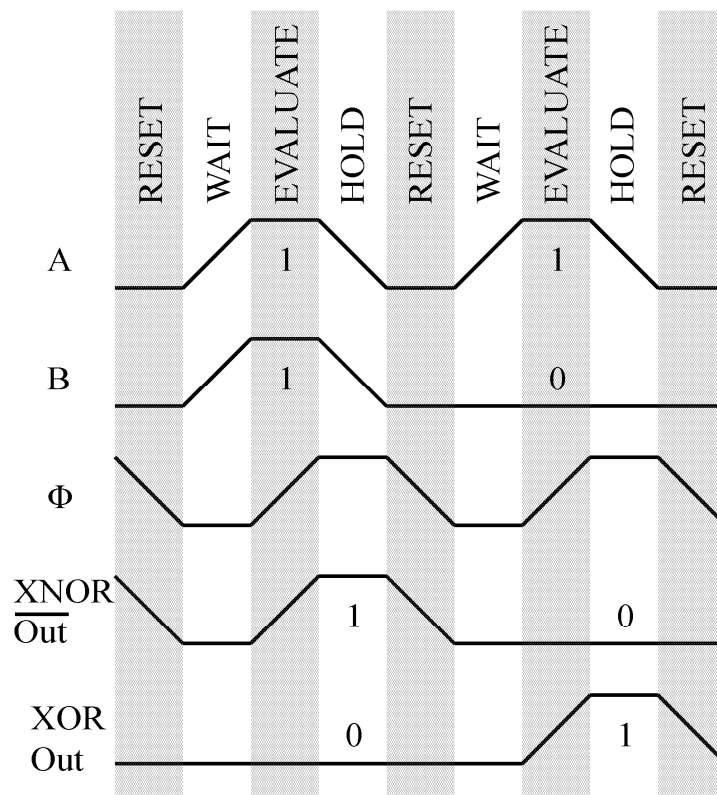 RESET
WAIT
EVALUATE
HOLD
RESET
WAIT
EVALUATE
HOLD
RESET
A
1
1
B
1
0
Φ
XNOR
Out
1
0
XOR
Out
0
1